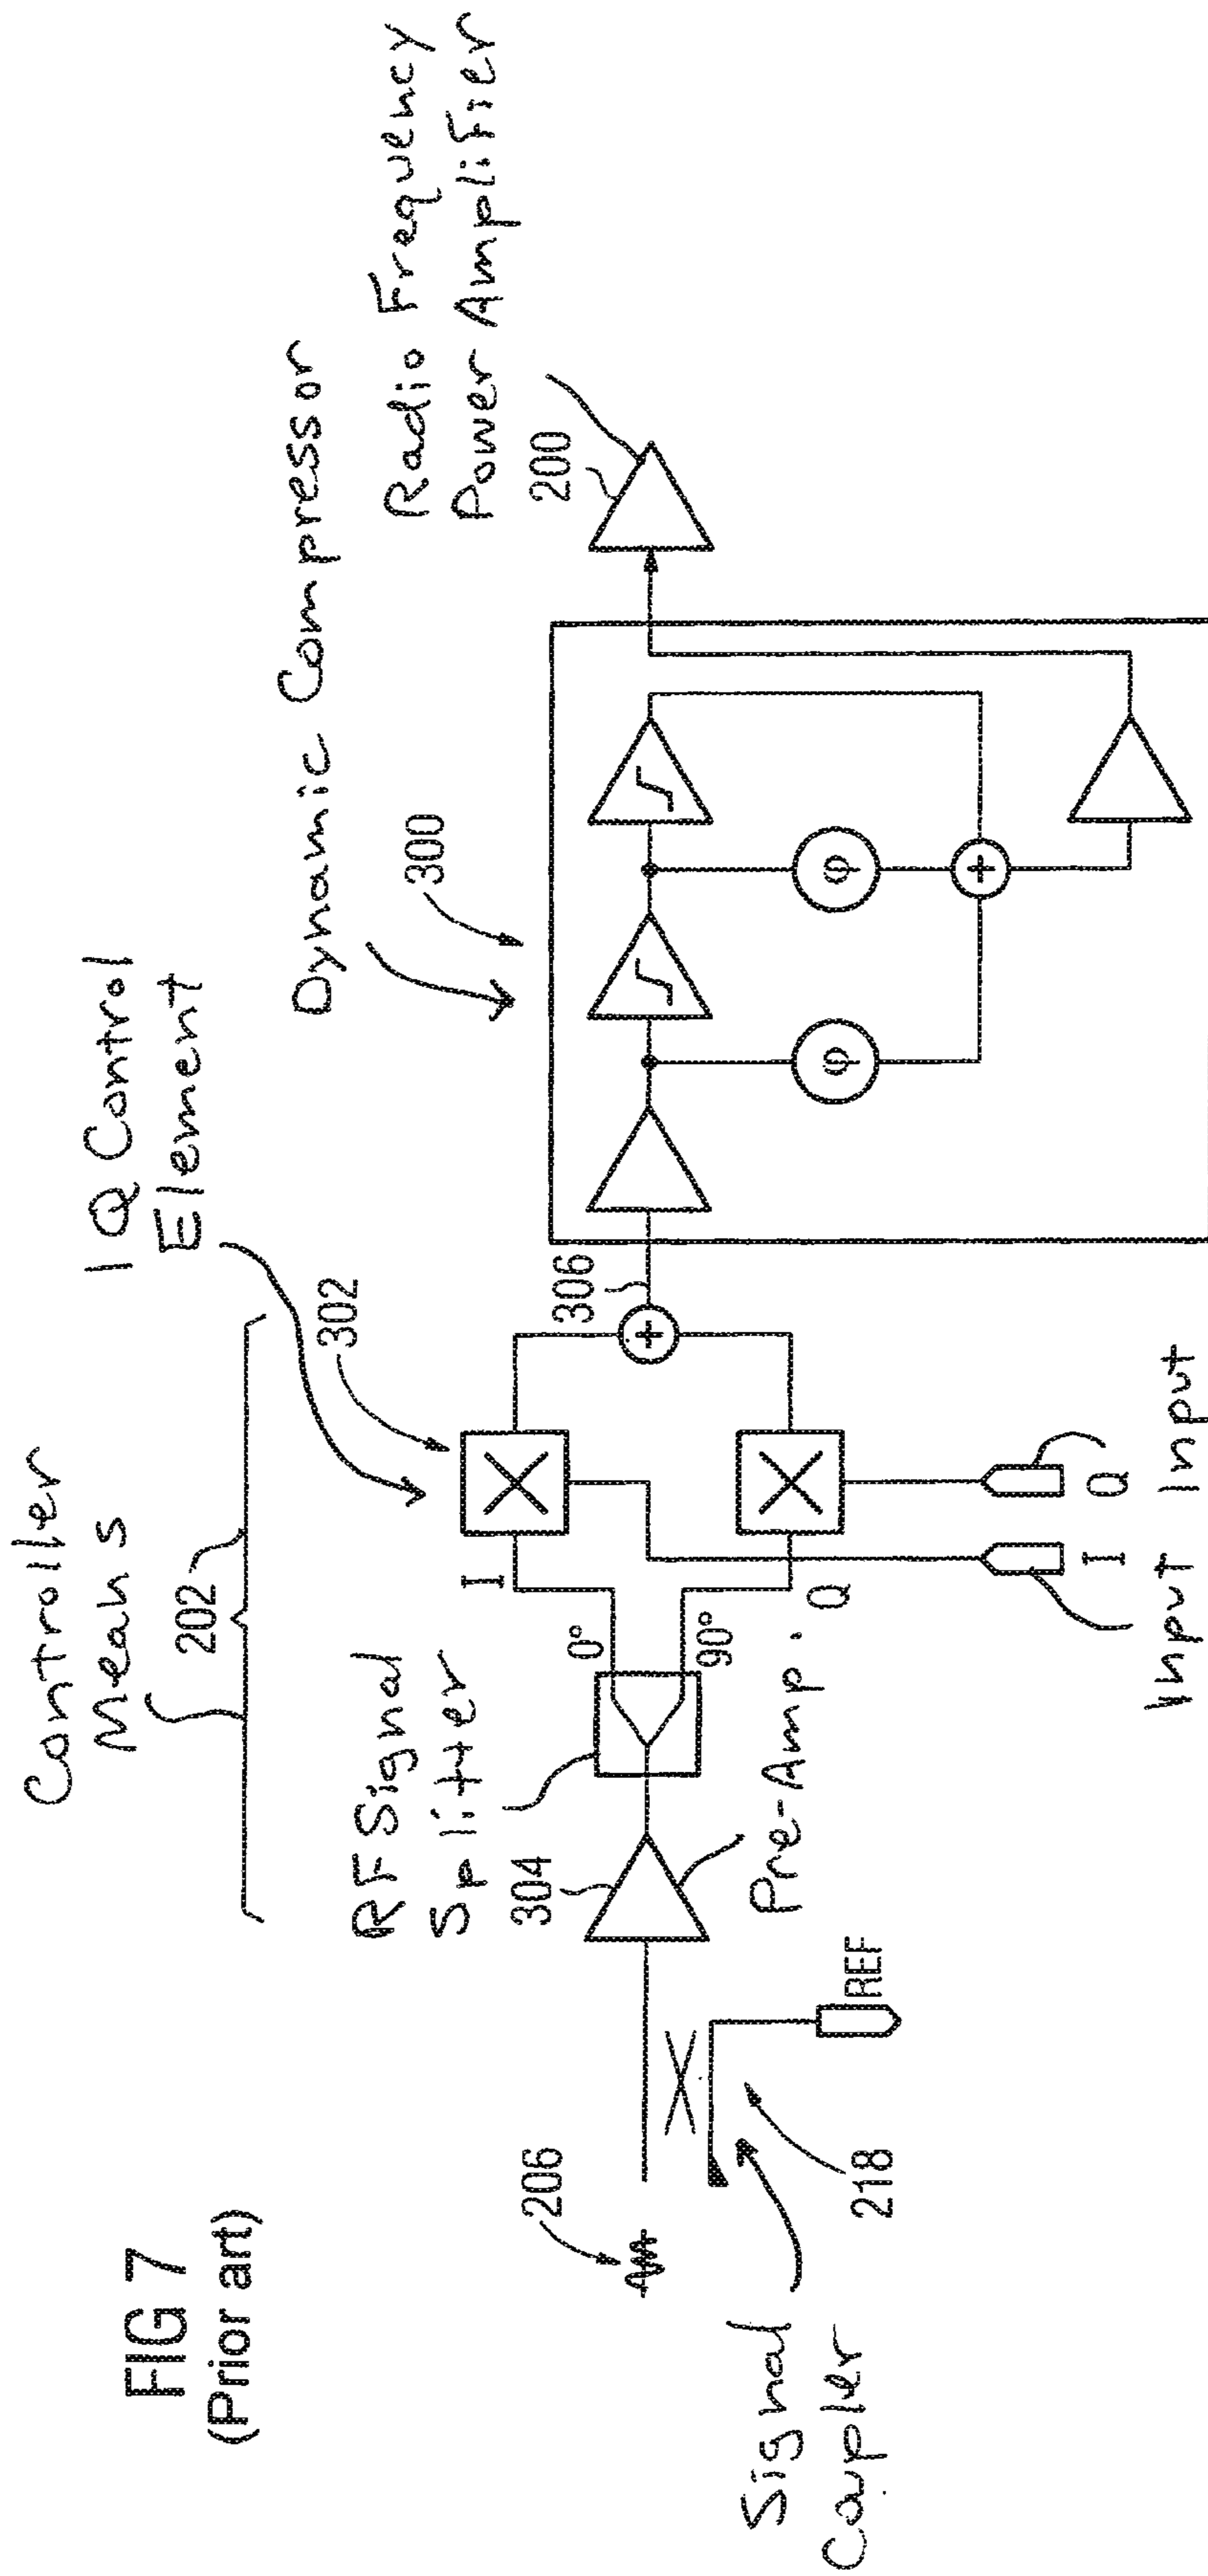 FIG 7
(Prior art)
Controller
Means
202
IQ Control
Element
302
Dynamic Compressor
300
Radio Frequency
Power Amplifier
200
RF Signal
Splitter
304
Pre-Amp.
0°
90°
I
Q
+
306
φ
φ
+
206
Signal
Coupler
218
REF
I
Q
Input Input